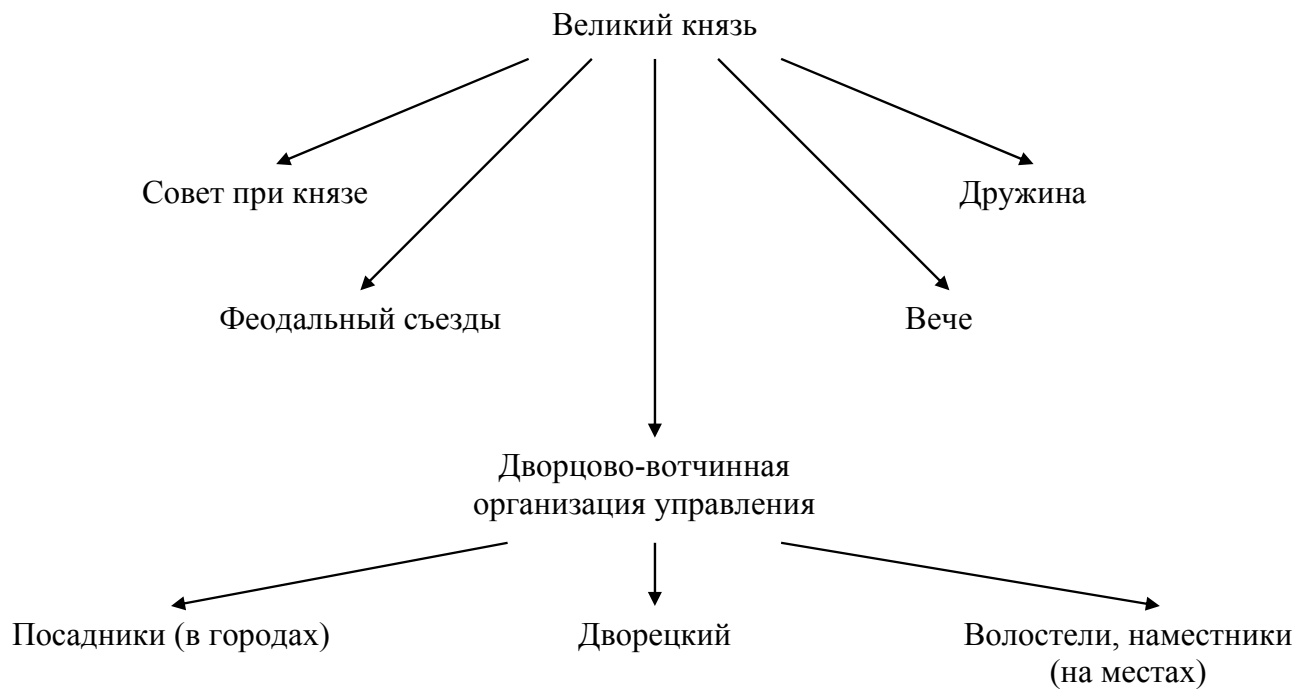 Великий князь
Совет при князе
Дружина
Феодальный съезды
Вече
Дворцово-вотчинная
организация управления
Посадники (в городах)
Дворецкий
Волостели, наместники
(на местах)